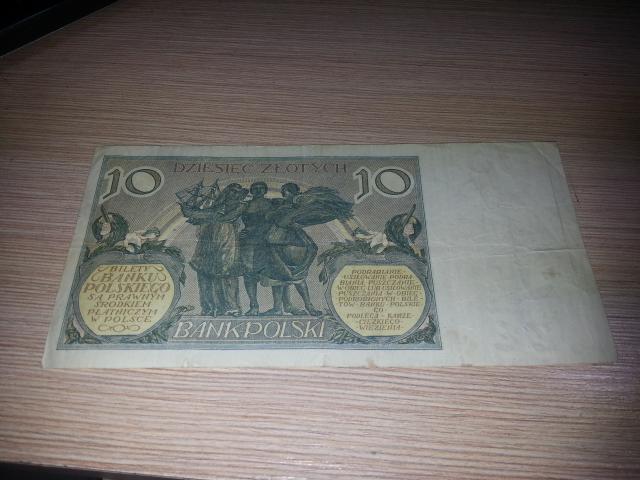 DZIESIĘĆ ZŁOTYCH
10
10
BILETY
BANKU
POLSKIEGO
SĄ PRAWNYM
ŚRODKIEM
PŁATNICZYM
W POLSCE
PODRABIANIE
USIŁOWANIE PODRA-
BIANIA, PUSZCZANIE
W OBIEG LUB USIŁOWANIE
PUSZCZANIA W OBIEG
PODROBIONYCH BILE-
TÓW BANKU POLSKIE-
GO
PODLEGA KARZE
CIĘŻKIEGO
WIĘZIENIA
BANK POLSKI